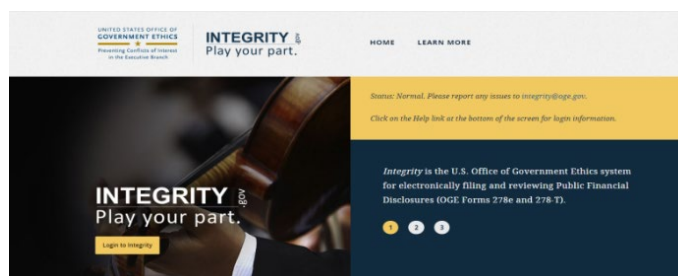 UNITED STATES OFFICE OF
GOVERNMENT ETHICS
Preventing Conflicts of Interest
in the Executive Branch
INTEGRITY .gov
Play your part.
HOME LEARN MORE
Status: Normal. Please report any issues to integrity@oge.gov.
Click on the Help link at the bottom of the screen for login information.
INTEGRITY .gov
Play your part.
Login to Integrity
Integrity is the U.S. Office of Government Ethics system
for electronically filing and reviewing Public Financial
Disclosures (OGE Forms 278e and 278-T).
1 2 3